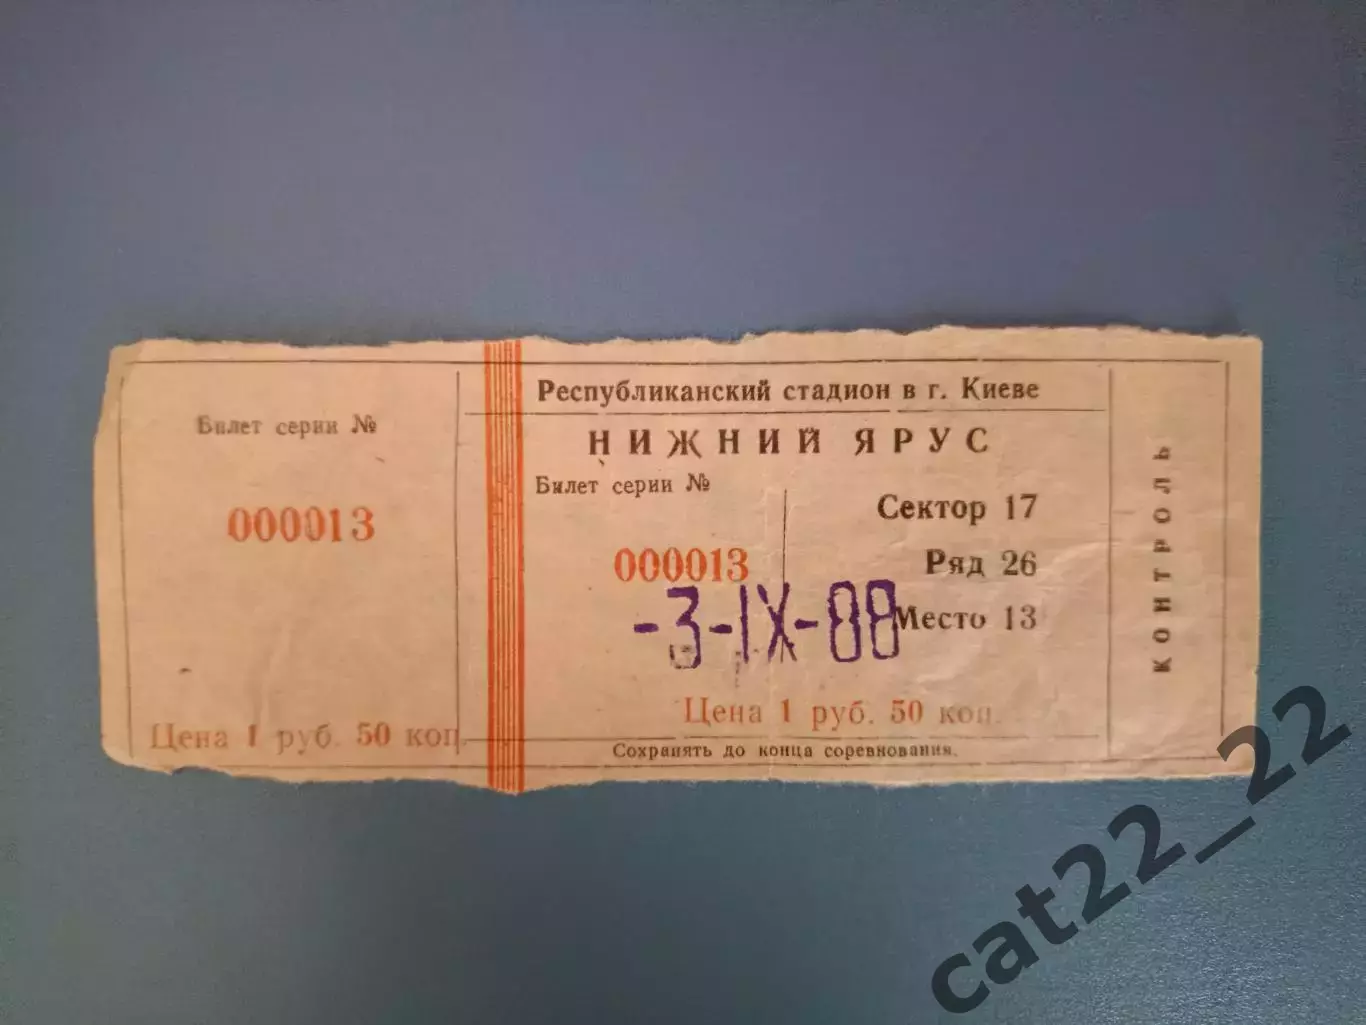 Билет серии №
000013
Цена 1 руб. 50 коп.
Республиканский стадион в г. Киеве
НИЖНИЙ ЯРУС
Билет серии №
000013
-3-IX-88
Сектор 17
Ряд 26
Место 13
Цена 1 руб. 50 коп.
Сохранять до конца соревнования.
КОНТРОЛЬ
cat22_22